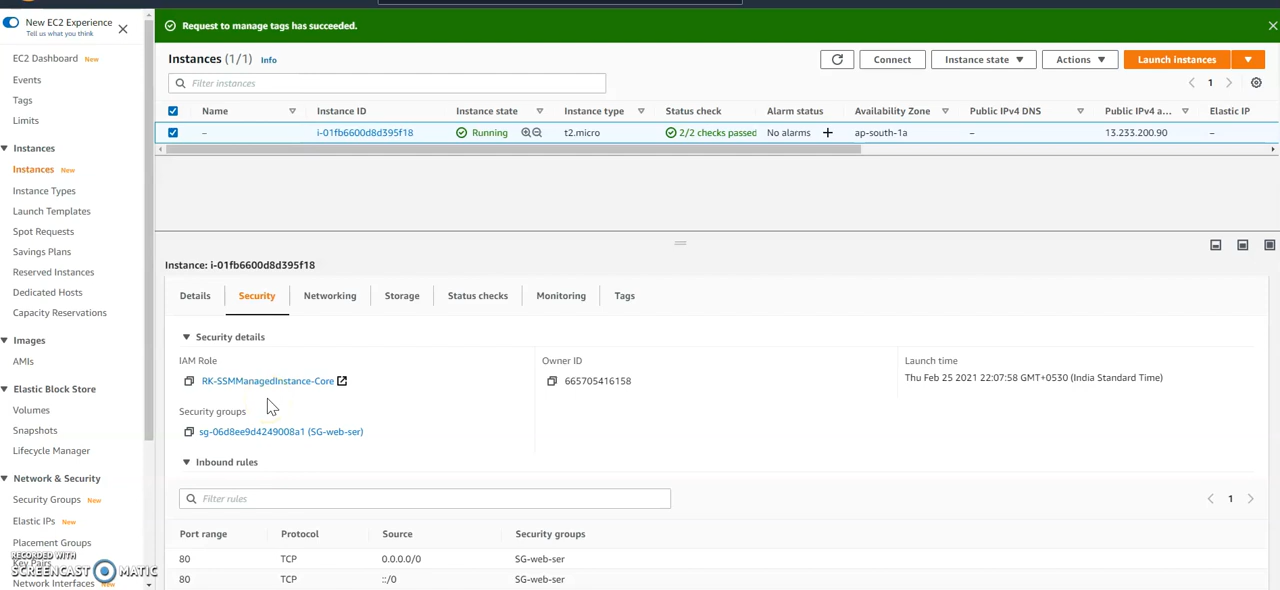 New EC2 Experience
Tell us what you think
EC2 Dashboard New
Events
Tags
Limits
Instances
Instances New
Instance Types
Launch Templates
Spot Requests
Savings Plans
Reserved Instances
Dedicated Hosts
Capacity Reservations
Images
AMIs
Elastic Block Store
Volumes
Snapshots
Lifecycle Manager
Network & Security
Security Groups New
Elastic IPs New
Placement Groups
Key Pairs
Network Interfaces New
RECORDED WITH
SCREENCAST MATIC
Request to manage tags has succeeded.
Instances (1/1) Info
Connect
Instance state
Actions
Launch instances
Filter instances
1
Name Instance ID Instance state Instance type Status check Alarm status Availability Zone Public IPv4 DNS Public IPv4 a... Elastic IP
– i-01fb6600d8d395f18 Running t2.micro 2/2 checks passed No alarms + ap-south-1a – 13.233.200.90 –
Instance: i-01fb6600d8d395f18
Details Security Networking Storage Status checks Monitoring Tags
Security details
IAM Role
RK-SSMManagedInstance-Core
Owner ID
665705416158
Launch time
Thu Feb 25 2021 22:07:58 GMT+0530 (India Standard Time)
Security groups
sg-06d8ee9d4249008a1 (SG-web-ser)
Inbound rules
Filter rules
1
Port range Protocol Source Security groups
80 TCP 0.0.0.0/0 SG-web-ser
80 TCP ::/0 SG-web-ser